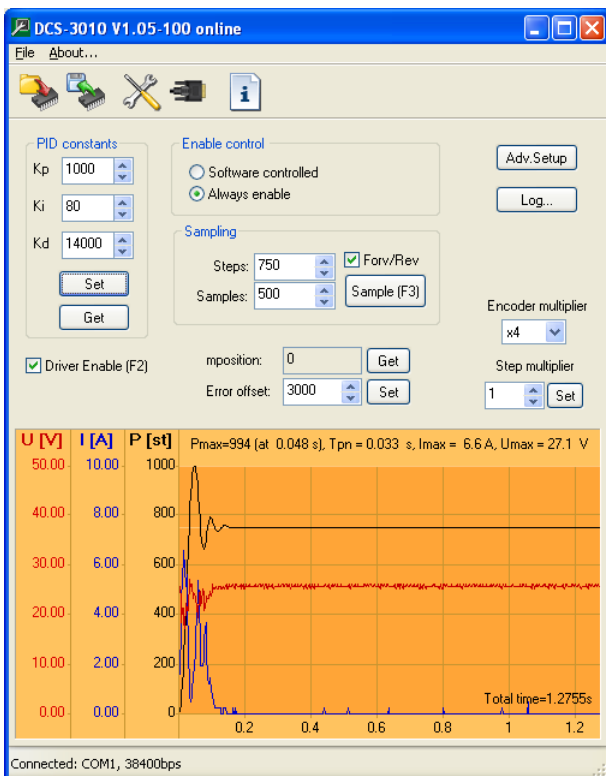 DCS-3010 V1.05-100 online
File About...
PID constants
Kp 1000
Ki 80
Kd 14000
Set
Get
Enable control
Software controlled
Always enable
Adv.Setup
Log...
Sampling
Steps: 750
Forv/Rev
Samples: 500
Sample (F3)
Encoder multiplier
x4
Driver Enable (F2)
mposition: 0 Get
Error offset: 3000 Set
Step multiplier
1 Set
U [V] I [A] P [st]
Pmax=994 (at 0.048 s), Tpn = 0.033 s, Imax = 6.6 A, Umax = 27.1 V
50.00 10.00 1000
40.00 8.00 800
30.00 6.00 600
20.00 4.00 400
10.00 2.00 200
0.00 0.00 0
Total time=1.2755s
0.2 0.4 0.6 0.8 1 1.2
Connected: COM1, 38400bps